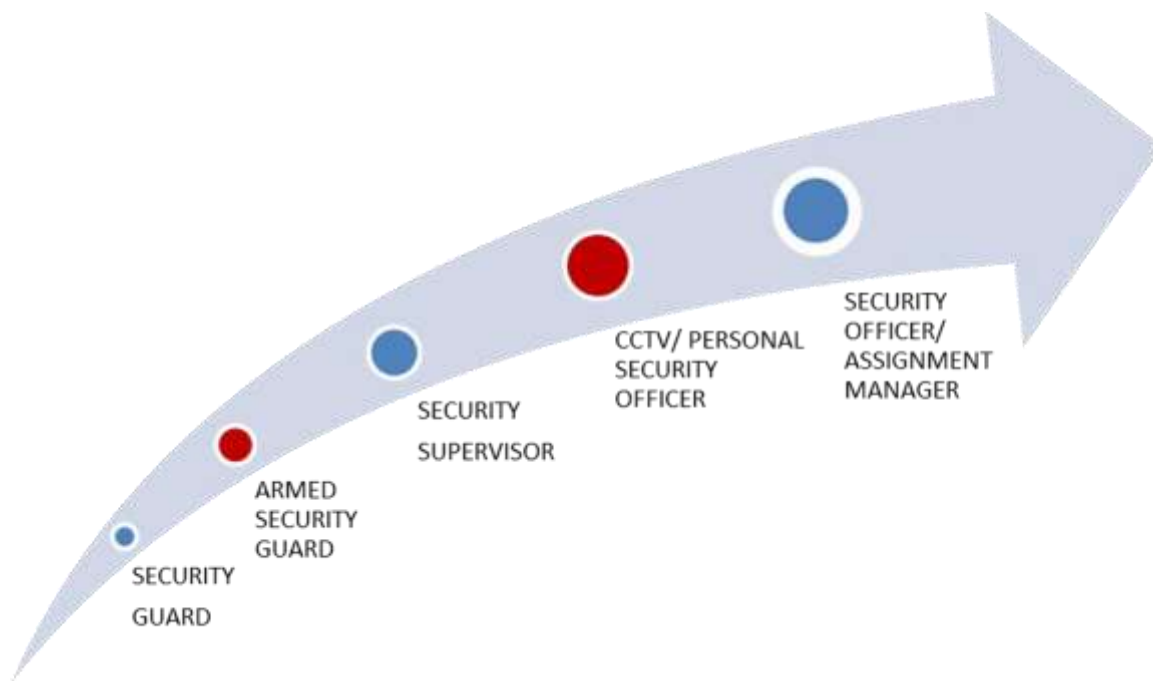 SECURITY
GUARD
ARMED
SECURITY
GUARD
SECURITY
SUPERVISOR
CCTV/ PERSONAL
SECURITY
OFFICER
SECURITY
OFFICER/
ASSIGNMENT
MANAGER